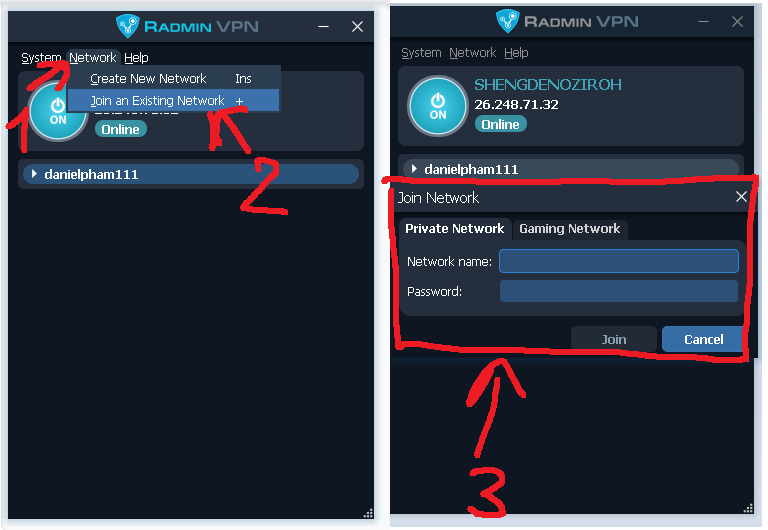 RADMIN VPN
System Network Help
Create New Network Ins
Join an Existing Network +
ON
Online
danielpham111
1
2
RADMIN VPN
System Network Help
ON
SHENGDENOZIROH
26.248.71.32
Online
danielpham111
Join Network
Private Network Gaming Network
Network name:
Password:
Join Cancel
3